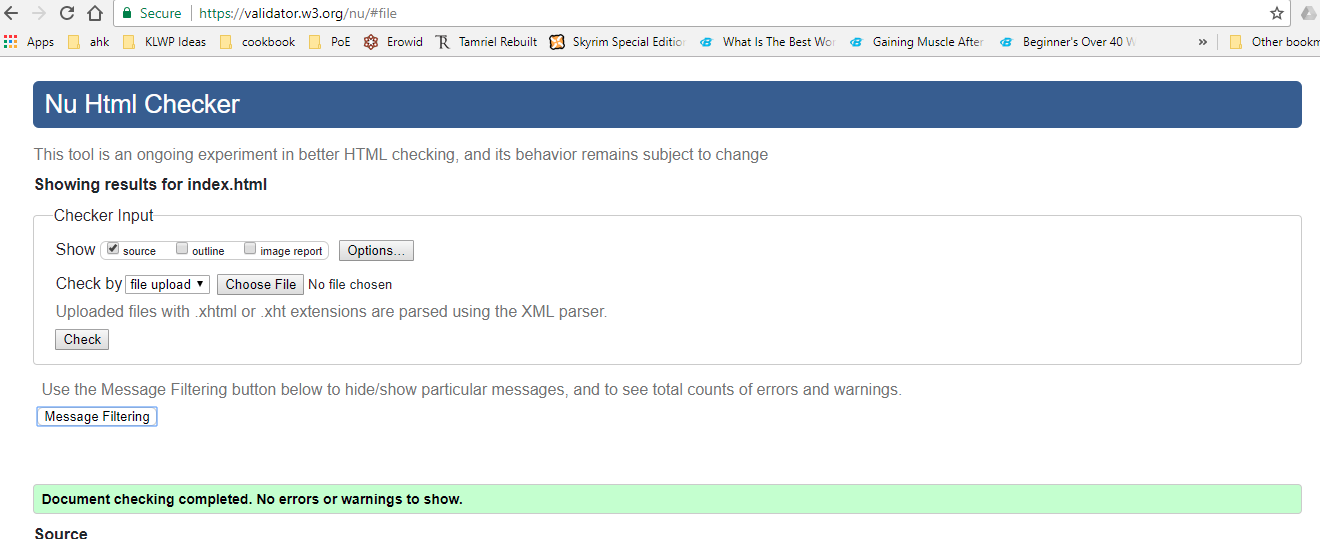 Secure https://validator.w3.org/nu/#file
Apps ahk KLWP Ideas cookbook PoE Erowid Tamriel Rebuilt Skyrim Special Edition What Is The Best Wor Gaining Muscle After Beginner's Over 40 W » Other bookm
Nu Html Checker
This tool is an ongoing experiment in better HTML checking, and its behavior remains subject to change
Showing results for index.html
Checker Input
Show source outline image report Options...
Check by file upload Choose File No file chosen
Uploaded files with .xhtml or .xht extensions are parsed using the XML parser.
Check
Use the Message Filtering button below to hide/show particular messages, and to see total counts of errors and warnings.
Message Filtering
Document checking completed. No errors or warnings to show.
Source